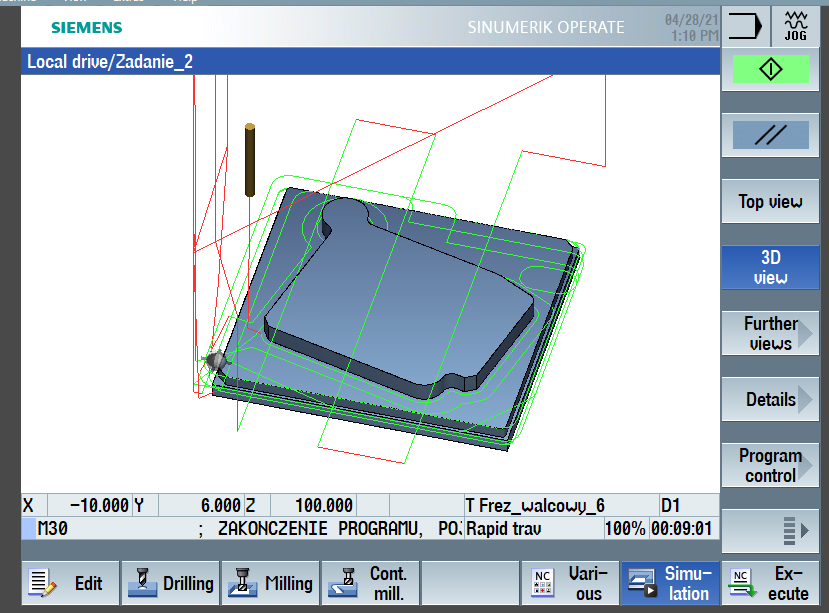 SIEMENS
SINUMERIK OPERATE
04/28/21
1:10 PM
JOG
Local drive/Zadanie_2
Top view
3D
view
Further
views
Details
Program
control
X -10.000 Y 6.000 Z 100.000 T Frez_walcowy_6 D1
M30 ; ZAKONCZENIE PROGRAMU, POJ Rapid trav 100% 00:09:01
Edit
Drilling
Milling
Cont.
mill.
NC
Vari-
ous
Simu-
lation
NC
Ex-
ecute